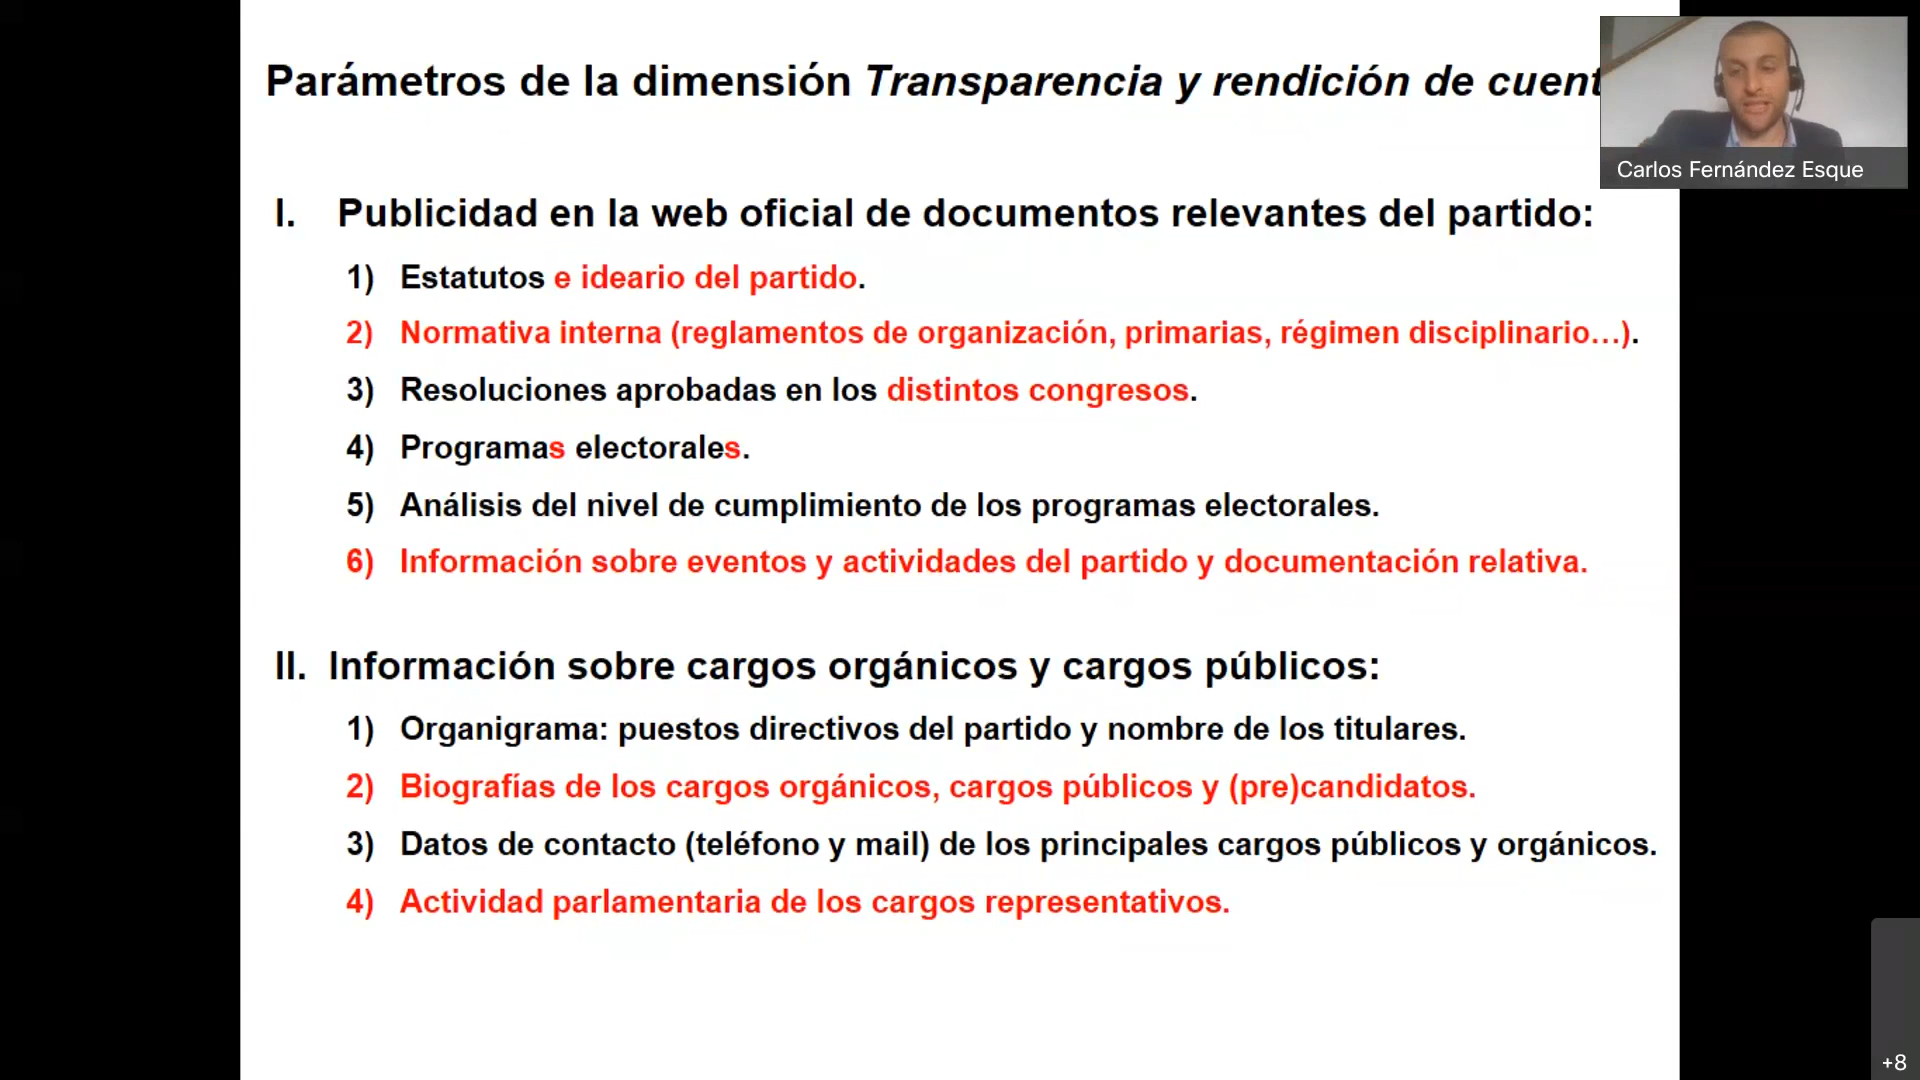 Parámetros de la dimensión Transparencia y rendición de cuent
Carlos Fernández Esque
I. Publicidad en la web oficial de documentos relevantes del partido:
1) Estatutos e ideario del partido.
2) Normativa interna (reglamentos de organización, primarias, régimen disciplinario…).
3) Resoluciones aprobadas en los distintos congresos.
4) Programas electorales.
5) Análisis del nivel de cumplimiento de los programas electorales.
6) Información sobre eventos y actividades del partido y documentación relativa.
II. Información sobre cargos orgánicos y cargos públicos:
1) Organigrama: puestos directivos del partido y nombre de los titulares.
2) Biografías de los cargos orgánicos, cargos públicos y (pre)candidatos.
3) Datos de contacto (teléfono y mail) de los principales cargos públicos y orgánicos.
4) Actividad parlamentaria de los cargos representativos.
+8